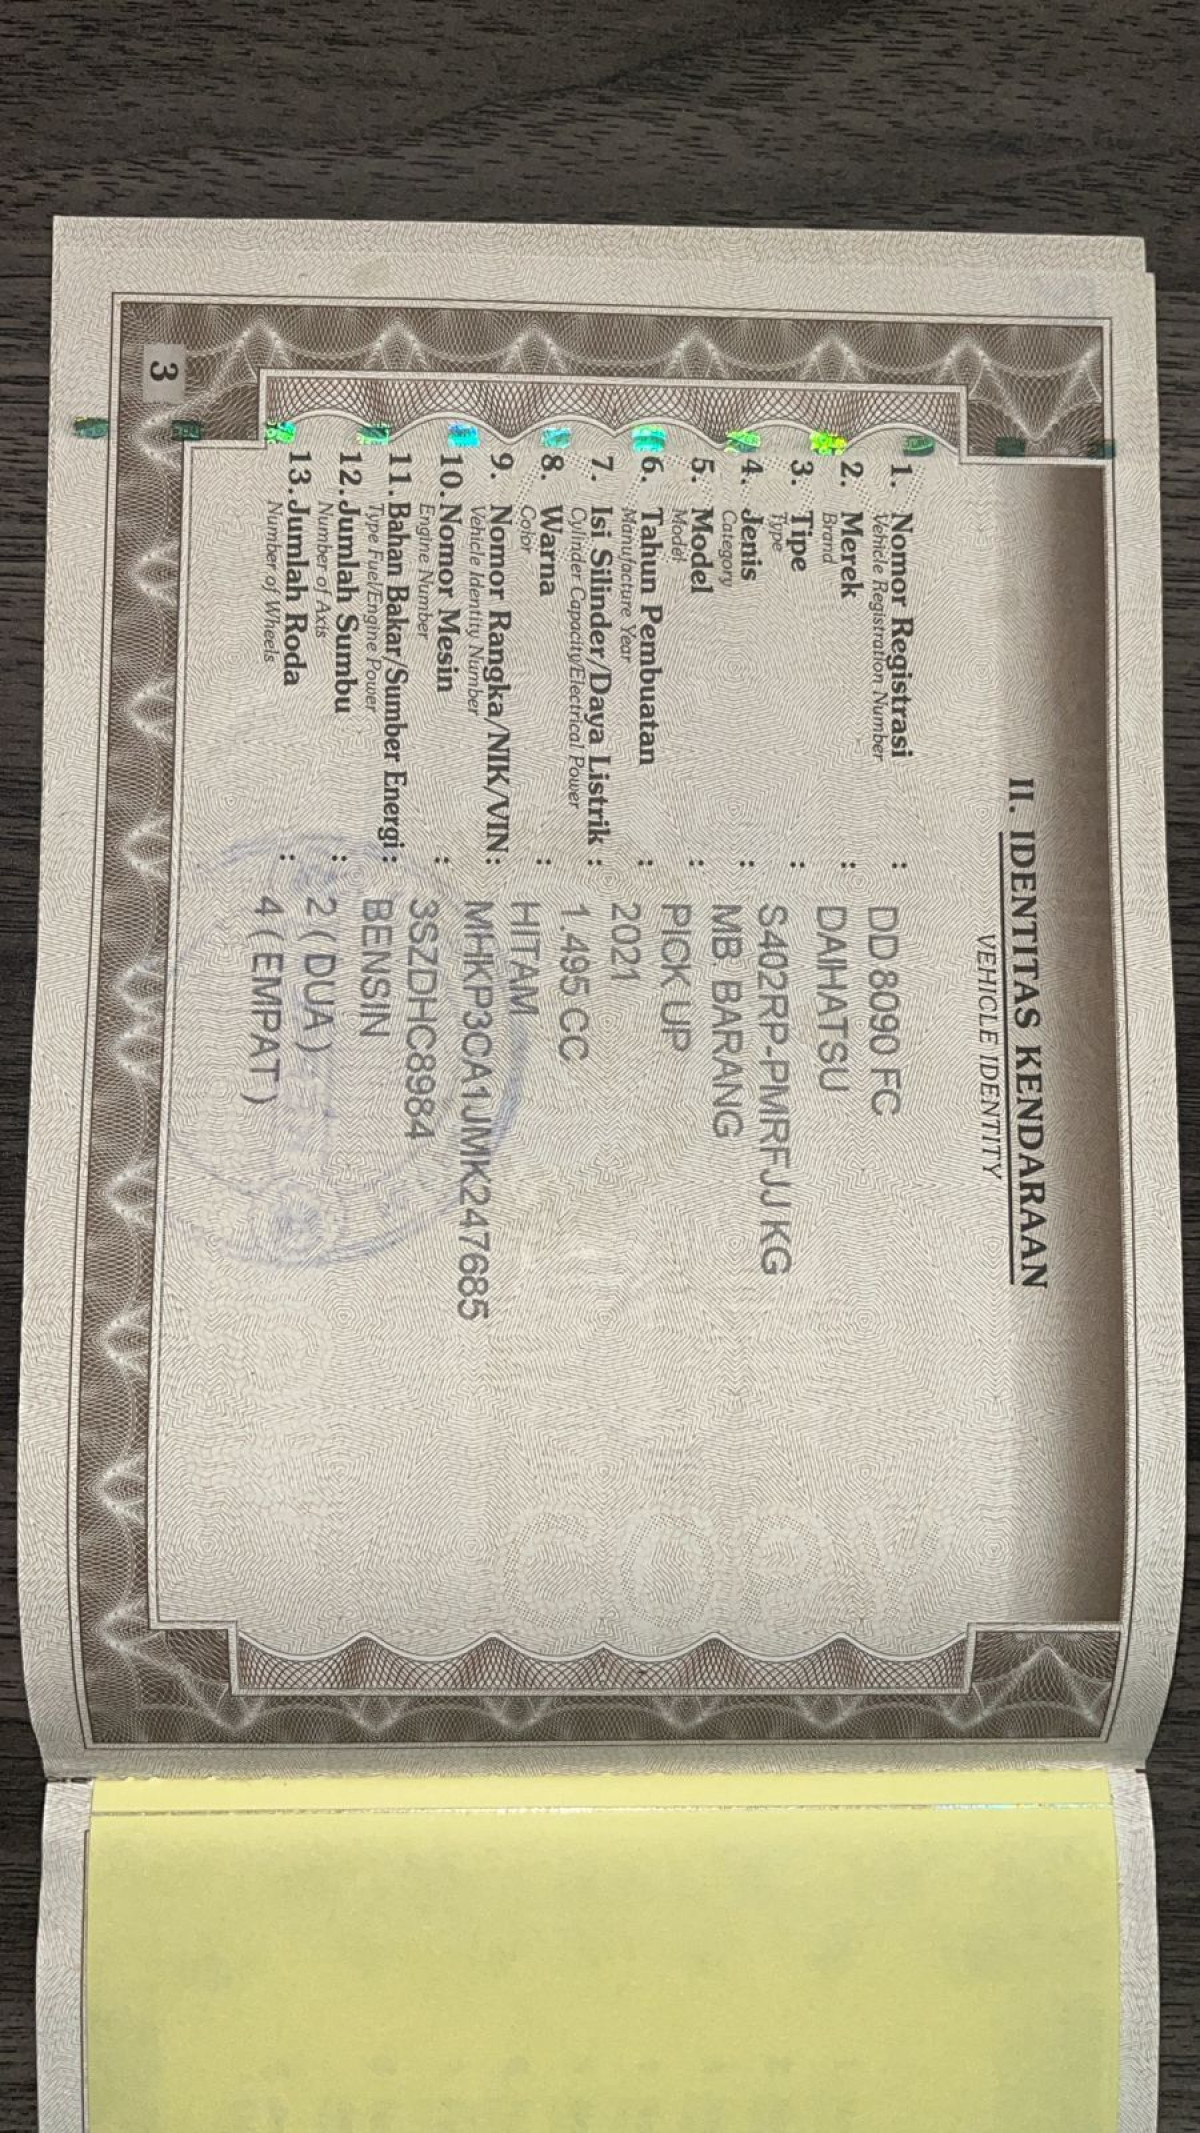 II. IDENTITAS KENDARAAN
VEHICLE IDENTITY
1. Nomor Registrasi : DD 8090 FC
Vehicle Registration Number
2. Merek : DAIHATSU
Brand
3. Tipe : S402RP-PMRFJJ KG
Type
4. Jenis : MB BARANG
Category
5. Model : PICK UP
Model
6. Tahun Pembuatan : 2021
Manufacture Year
7. Isi Silinder/Daya Listrik : 1.495 CC
Cylinder Capacity/Electrical Power
8. Warna : HITAM
Color
9. Nomor Rangka/NIK/VIN : MHKP3CA1JMK247685
Vehicle Identity Number
10. Nomor Mesin : 3SZDHC8984
Engine Number
11. Bahan Bakar/Sumber Energi : BENSIN
Type Fuel/Engine Power
12. Jumlah Sumbu : 2 ( DUA )
Number of Axis
13. Jumlah Roda : 4 ( EMPAT )
Number of Wheels
COPY
3